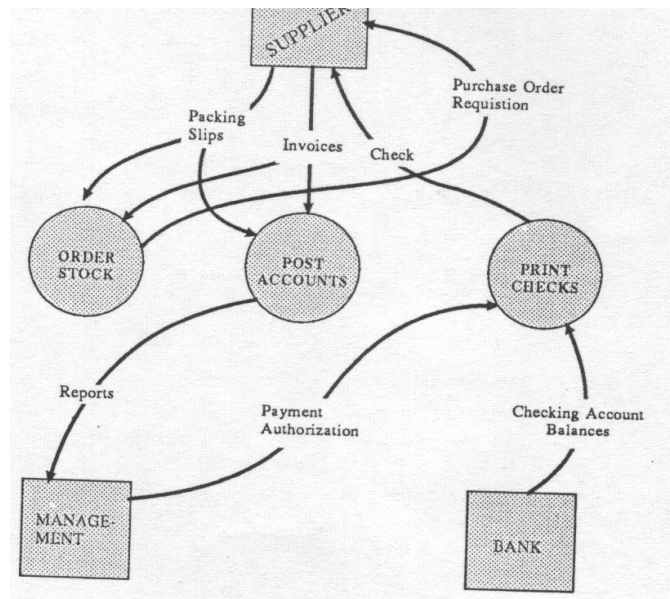 SUPPLIER
Purchase Order
Requistion
Packing
Slips
Invoices
Check
ORDER
STOCK
POST
ACCOUNTS
PRINT
CHECKS
Reports
Payment
Authorization
Checking Account
Balances
MANAGE-
MENT
BANK